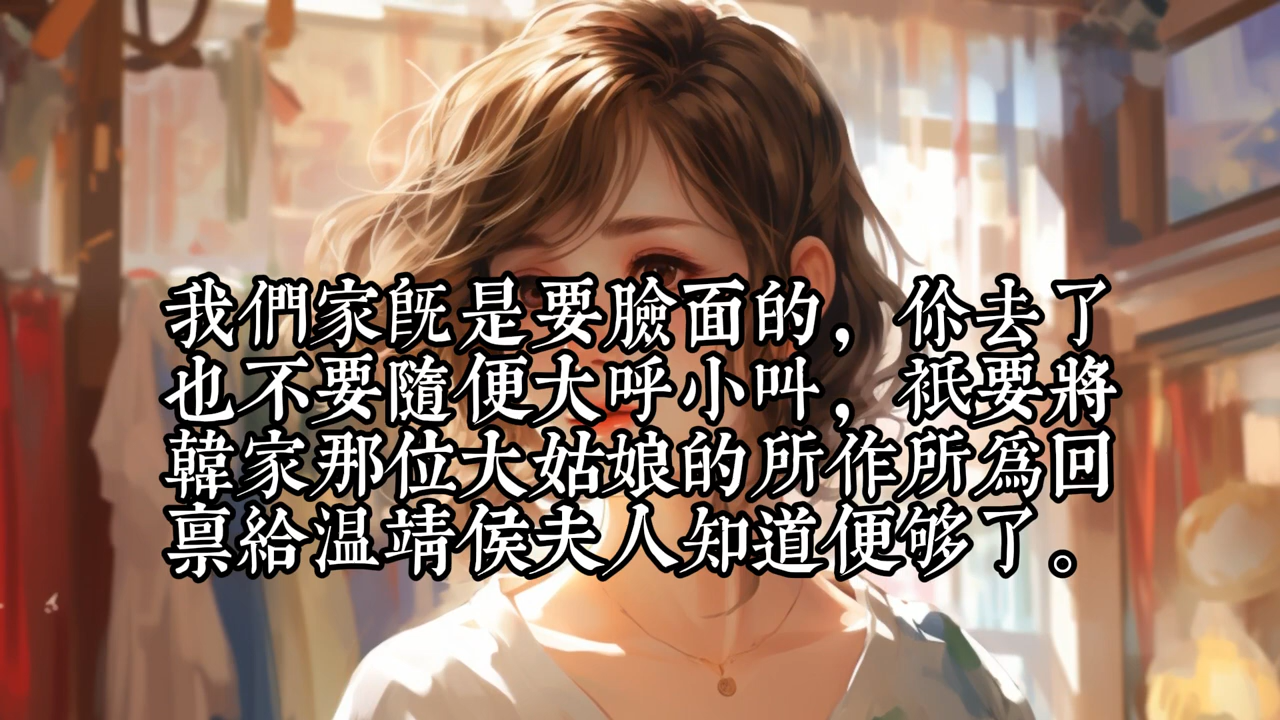 我們家既是要臉面的，你去了
也不要隨便大呼小叫，祇要將
韓家那位大姑娘的所作所爲回
禀給温靖侯夫人知道便够了。